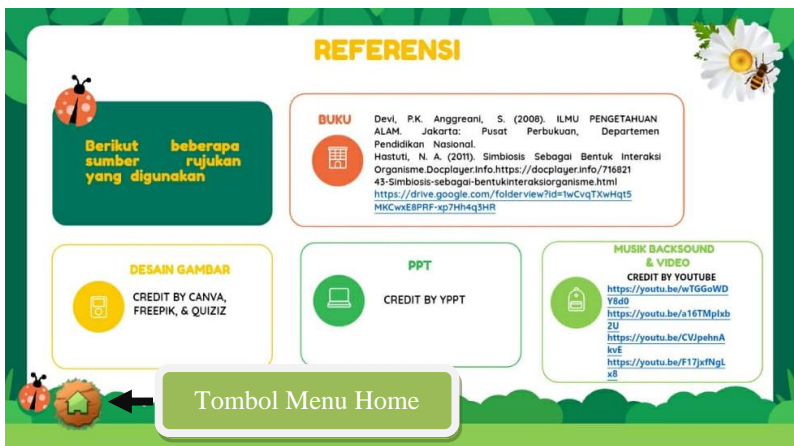 REFERENSI
Berikut beberapa
sumber rujukan
yang digunakan
BUKU
Devi, P.K. Anggreani, S. (2008). ILMU PENGETAHUAN
ALAM. Jakarta: Pusat Perbukuan, Departemen
Pendidikan Nasional.
Hastuti, N. A. (2011). Simbiosis Sebagai Bentuk Interaksi
Organisme.Docplayer.Info.https://docplayer.info/716821
43-Simbiosis-sebagai-bentukinteraksiorganisme.html
https://drive.google.com/folderview?id=1wCvqTXwHqt5
MKCwxE8PRF-xp7Hh4q3HR
DESAIN GAMBAR
CREDIT BY CANVA,
FREEPIK, & QUIZIZ
PPT
CREDIT BY YPPT
MUSIK BACKSOUND
& VIDEO
CREDIT BY YOUTUBE
https://youtu.be/wTGGoWD
Y8d0
https://youtu.be/a16TMplxb
2U
https://youtu.be/CVJpehnA
kvE
https://youtu.be/F17jxfNgL
x8
Tombol Menu Home